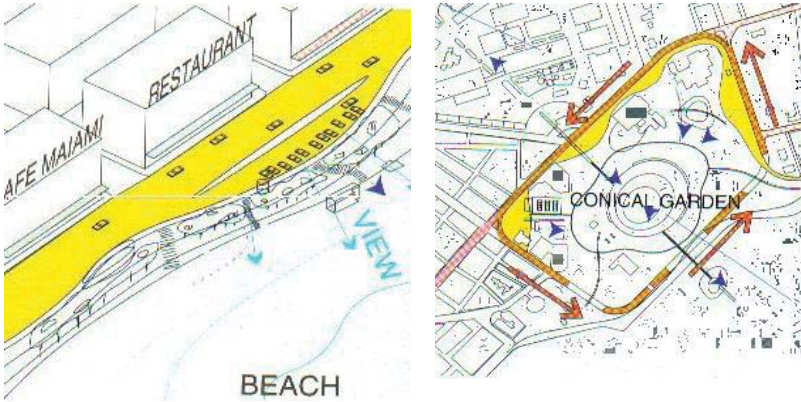 RESTAURANT
AFE MAIAMI
VIEW
BEACH
CONICAL GARDEN